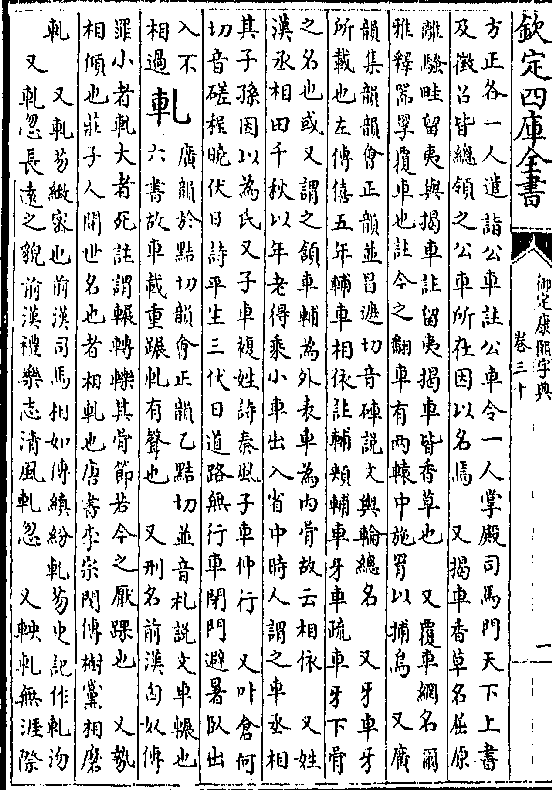 欽定四庫全書
御定康熙字典
卷三十
一
方正各一人遣詣公車註公車令一人掌殿司馬門天下上書
及徵召皆總領之公車所在因以名焉 又揭車香草名屈原
離騷畦留夷與揭車註留夷揭車皆香草也 又覆車網名爾
雅釋器罦覆車也註今之翻車有兩轅中施罥以捕鳥 又廣
韻集韻韻會正韻並昌遮切音硨說文輿輪總名 又牙車牙
所載也左傳僖五年輔車相依註輔頰輔車牙車疏車牙下骨
之名也或又謂之頷車輔為外表車為內骨故云相依 又姓
漢丞相田千秋以年老得乘小車出入省中時人謂之車丞相
其子孫因以為氏又子車複姓詩秦風子車仲行 又叶倉何
切音磋程曉伏日詩平生三伏日道路無行車閉門避暑臥出
入不相過
軋
廣韻於黠切韻會正韻乙黠切並音札說文車輾也
六書故車載重蹍軋有聲也 又刑名前漢匈奴傳
罪小者軋大者死註謂輾轉轢其骨節若今之厭踝也 又勢
相傾也莊子人閒世名也者相軋也唐書李宗閔傳樹黨相磨
軋 又軋芴緻密也前漢司馬相如傳縝紛軋芴史記作軋沕
又軋忽長遠之貌前漢禮樂志清風軋忽 又軮軋無涯際